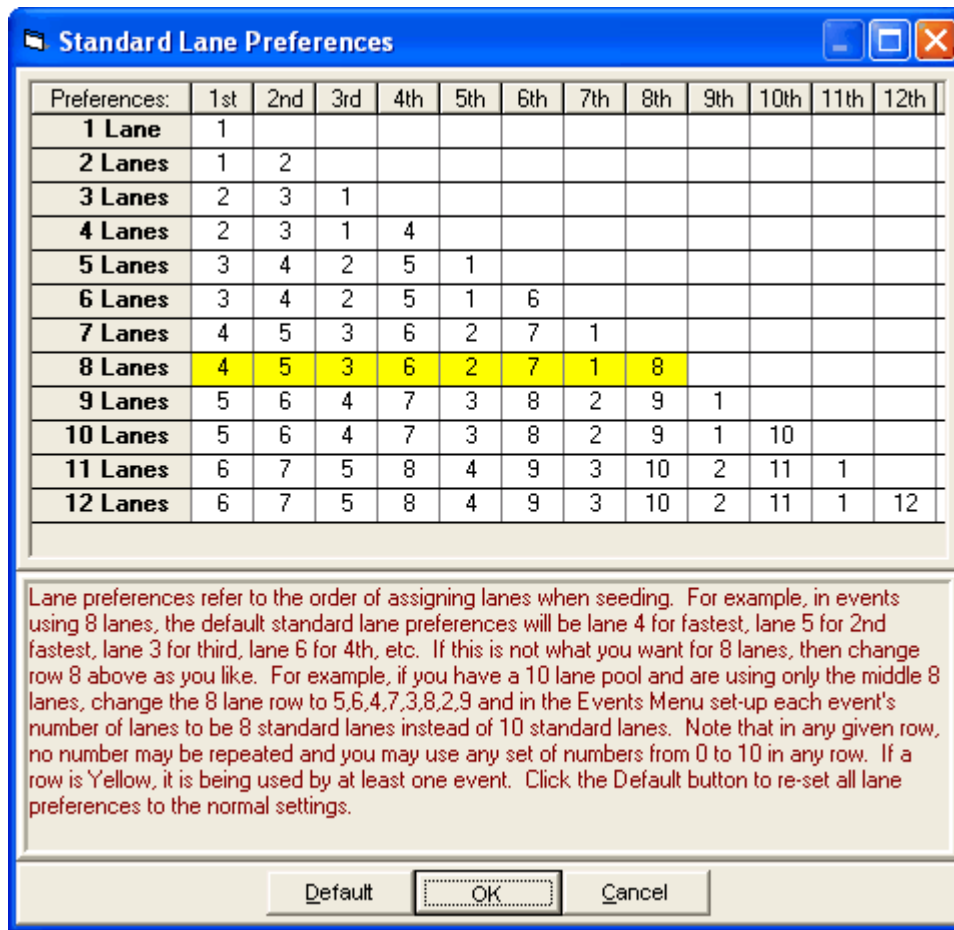 Standard Lane Preferences
Preferences: 1st 2nd 3rd 4th 5th 6th 7th 8th 9th 10th 11th 12th
1 Lane 1
2 Lanes 1 2
3 Lanes 2 3 1
4 Lanes 2 3 1 4
5 Lanes 3 4 2 5 1
6 Lanes 3 4 2 5 1 6
7 Lanes 4 5 3 6 2 7 1
8 Lanes 4 5 3 6 2 7 1 8
9 Lanes 5 6 4 7 3 8 2 9 1
10 Lanes 5 6 4 7 3 8 2 9 1 10
11 Lanes 6 7 5 8 4 9 3 10 2 11 1
12 Lanes 6 7 5 8 4 9 3 10 2 11 1 12
Lane preferences refer to the order of assigning lanes when seeding. For example, in events
using 8 lanes, the default standard lane preferences will be lane 4 for fastest, lane 5 for 2nd
fastest, lane 3 for third, lane 6 for 4th, etc. If this is not what you want for 8 lanes, then change
row 8 above as you like. For example, if you have a 10 lane pool and are using only the middle 8
lanes, change the 8 lane row to 5,6,4,7,3,8,2,9 and in the Events Menu set-up each event's
number of lanes to be 8 standard lanes instead of 10 standard lanes. Note that in any given row,
no number may be repeated and you may use any set of numbers from 0 to 10 in any row. If a
row is Yellow, it is being used by at least one event. Click the Default button to re-set all lane
preferences to the normal settings.
Default OK Cancel